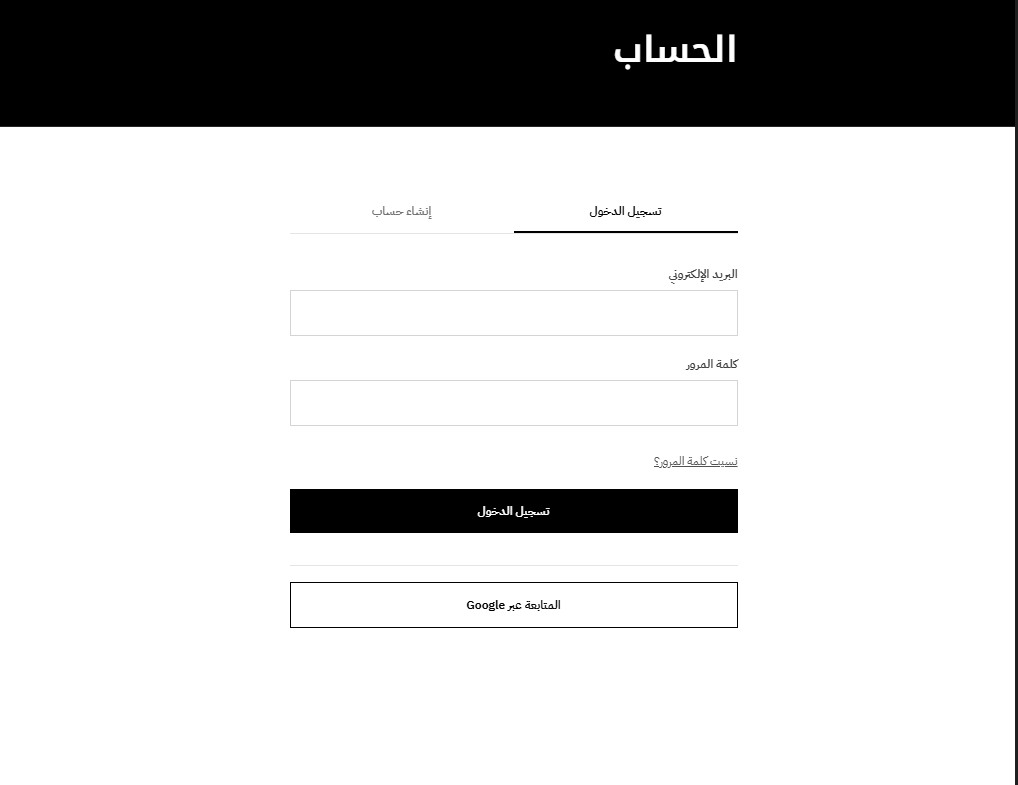 الحساب
تسجيل الدخول
إنشاء حساب
البريد الإلكتروني
كلمة المرور
نسيت كلمة المرور؟
تسجيل الدخول
المتابعة عبر Google